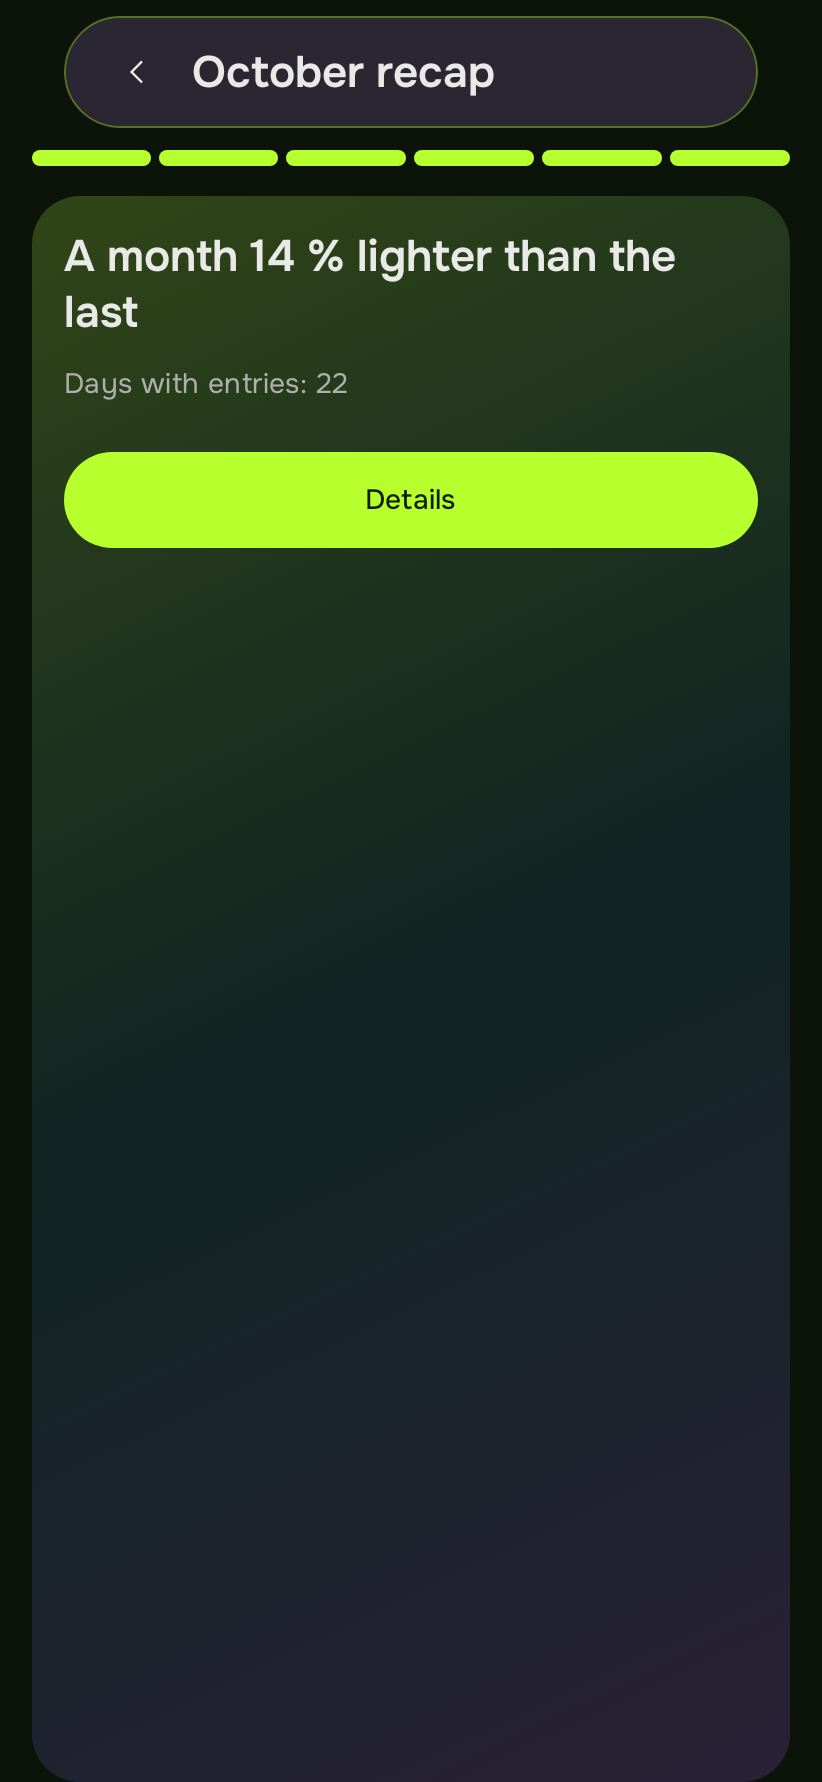 October recap
A month 14 % lighter than the
last
Days with entries: 22
Details